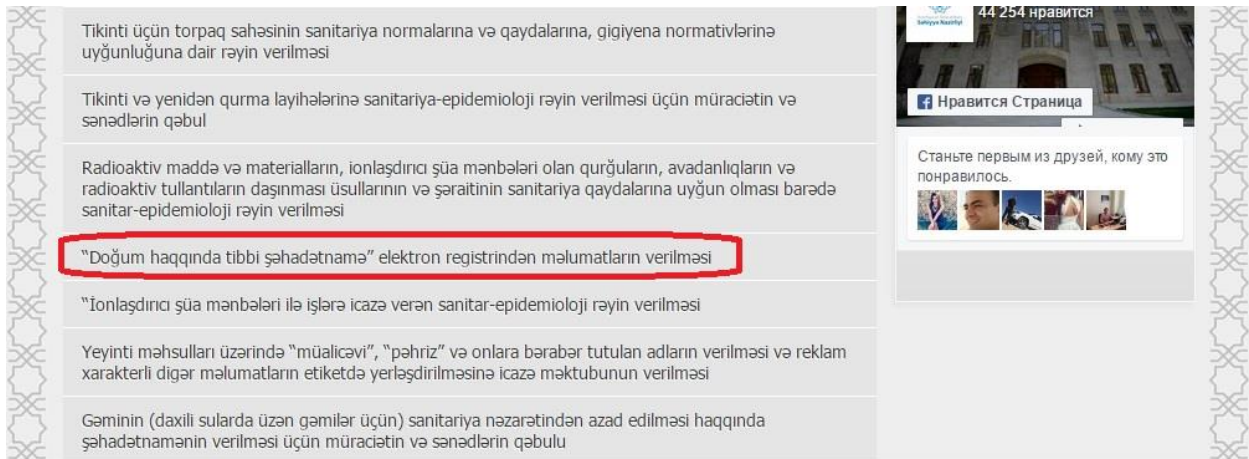 Tikinti üçün torpaq sahəsinin sanitariya normalarına və qaydalarına, gigiyena normativlərinə
uyğunluğuna dair rəyin verilməsi
Tikinti və yenidən qurma layihələrinə sanitariya-epidemioloji rəyin verilməsi üçün müraciətin və
sənədlərin qəbul
Radioaktiv maddə və materialların, ionlaşdırıcı şüa mənbələri olan qurğuların, avadanlıqların və
radioaktiv tullantıların daşınması üsullarının və şəraitinin sanitariya qaydalarına uyğun olması barədə
sanitar-epidemioloji rəyin verilməsi
“Doğum haqqında tibbi şəhadətnamə” elektron registrindən məlumatların verilməsi
“İonlaşdırıcı şüa mənbələri ilə işlərə icazə verən sanitar-epidemioloji rəyin verilməsi
Yeyinti məhsulları üzərində “müalicəvi”, “pəhriz” və onlara bərabər tutulan adların verilməsi və reklam
xarakterli digər məlumatların etiketdə yerləşdirilməsinə icazə məktubunun verilməsi
Gəminin (daxili sularda üzən gəmilər üçün) sanitariya nəzarətindən azad edilməsi haqqında
şəhadətnamənin verilməsi üçün müraciətin və sənədlərin qəbulu
Səhiyyə Nazirliyi
44 254 нравится
Нравится Страница
Станьте первым из друзей, кому это
понравилось.